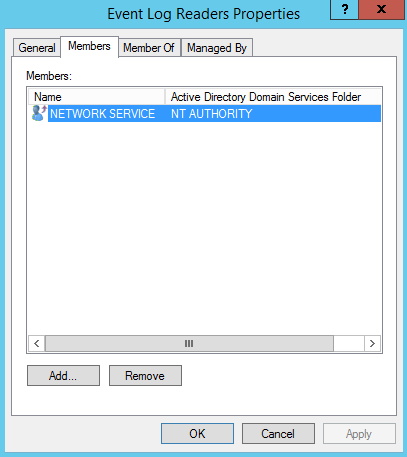 Event Log Readers Properties
? x
General Members Member Of Managed By
Members:
Name Active Directory Domain Services Folder
NETWORK SERVICE NT AUTHORITY
Add... Remove
OK Cancel Apply